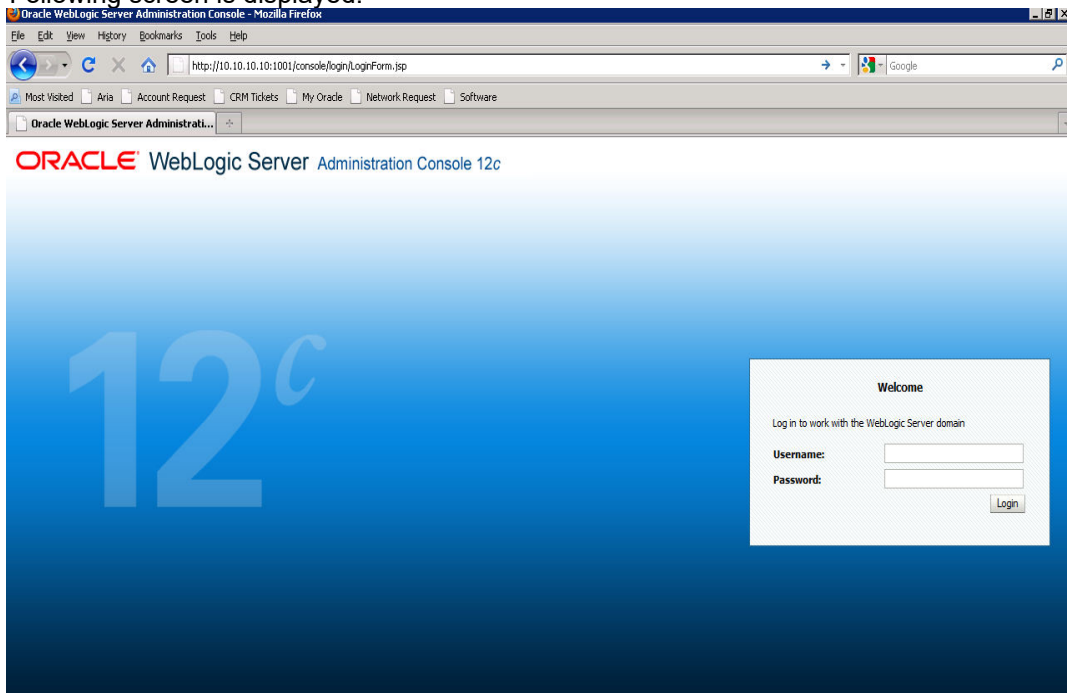 Following screen is displayed:
Oracle WebLogic Server Administration Console - Mozilla Firefox
File Edit View History Bookmarks Tools Help
http://10.10.10.10:1001/console/login/LoginForm.jsp Google
Most Visited Aria Account Request CRM Tickets My Oracle Network Request Software
Oracle WebLogic Server Administrati...
ORACLE WebLogic Server Administration Console 12c
12c
Welcome
Log in to work with the WebLogic Server domain
Username:
Password:
Login